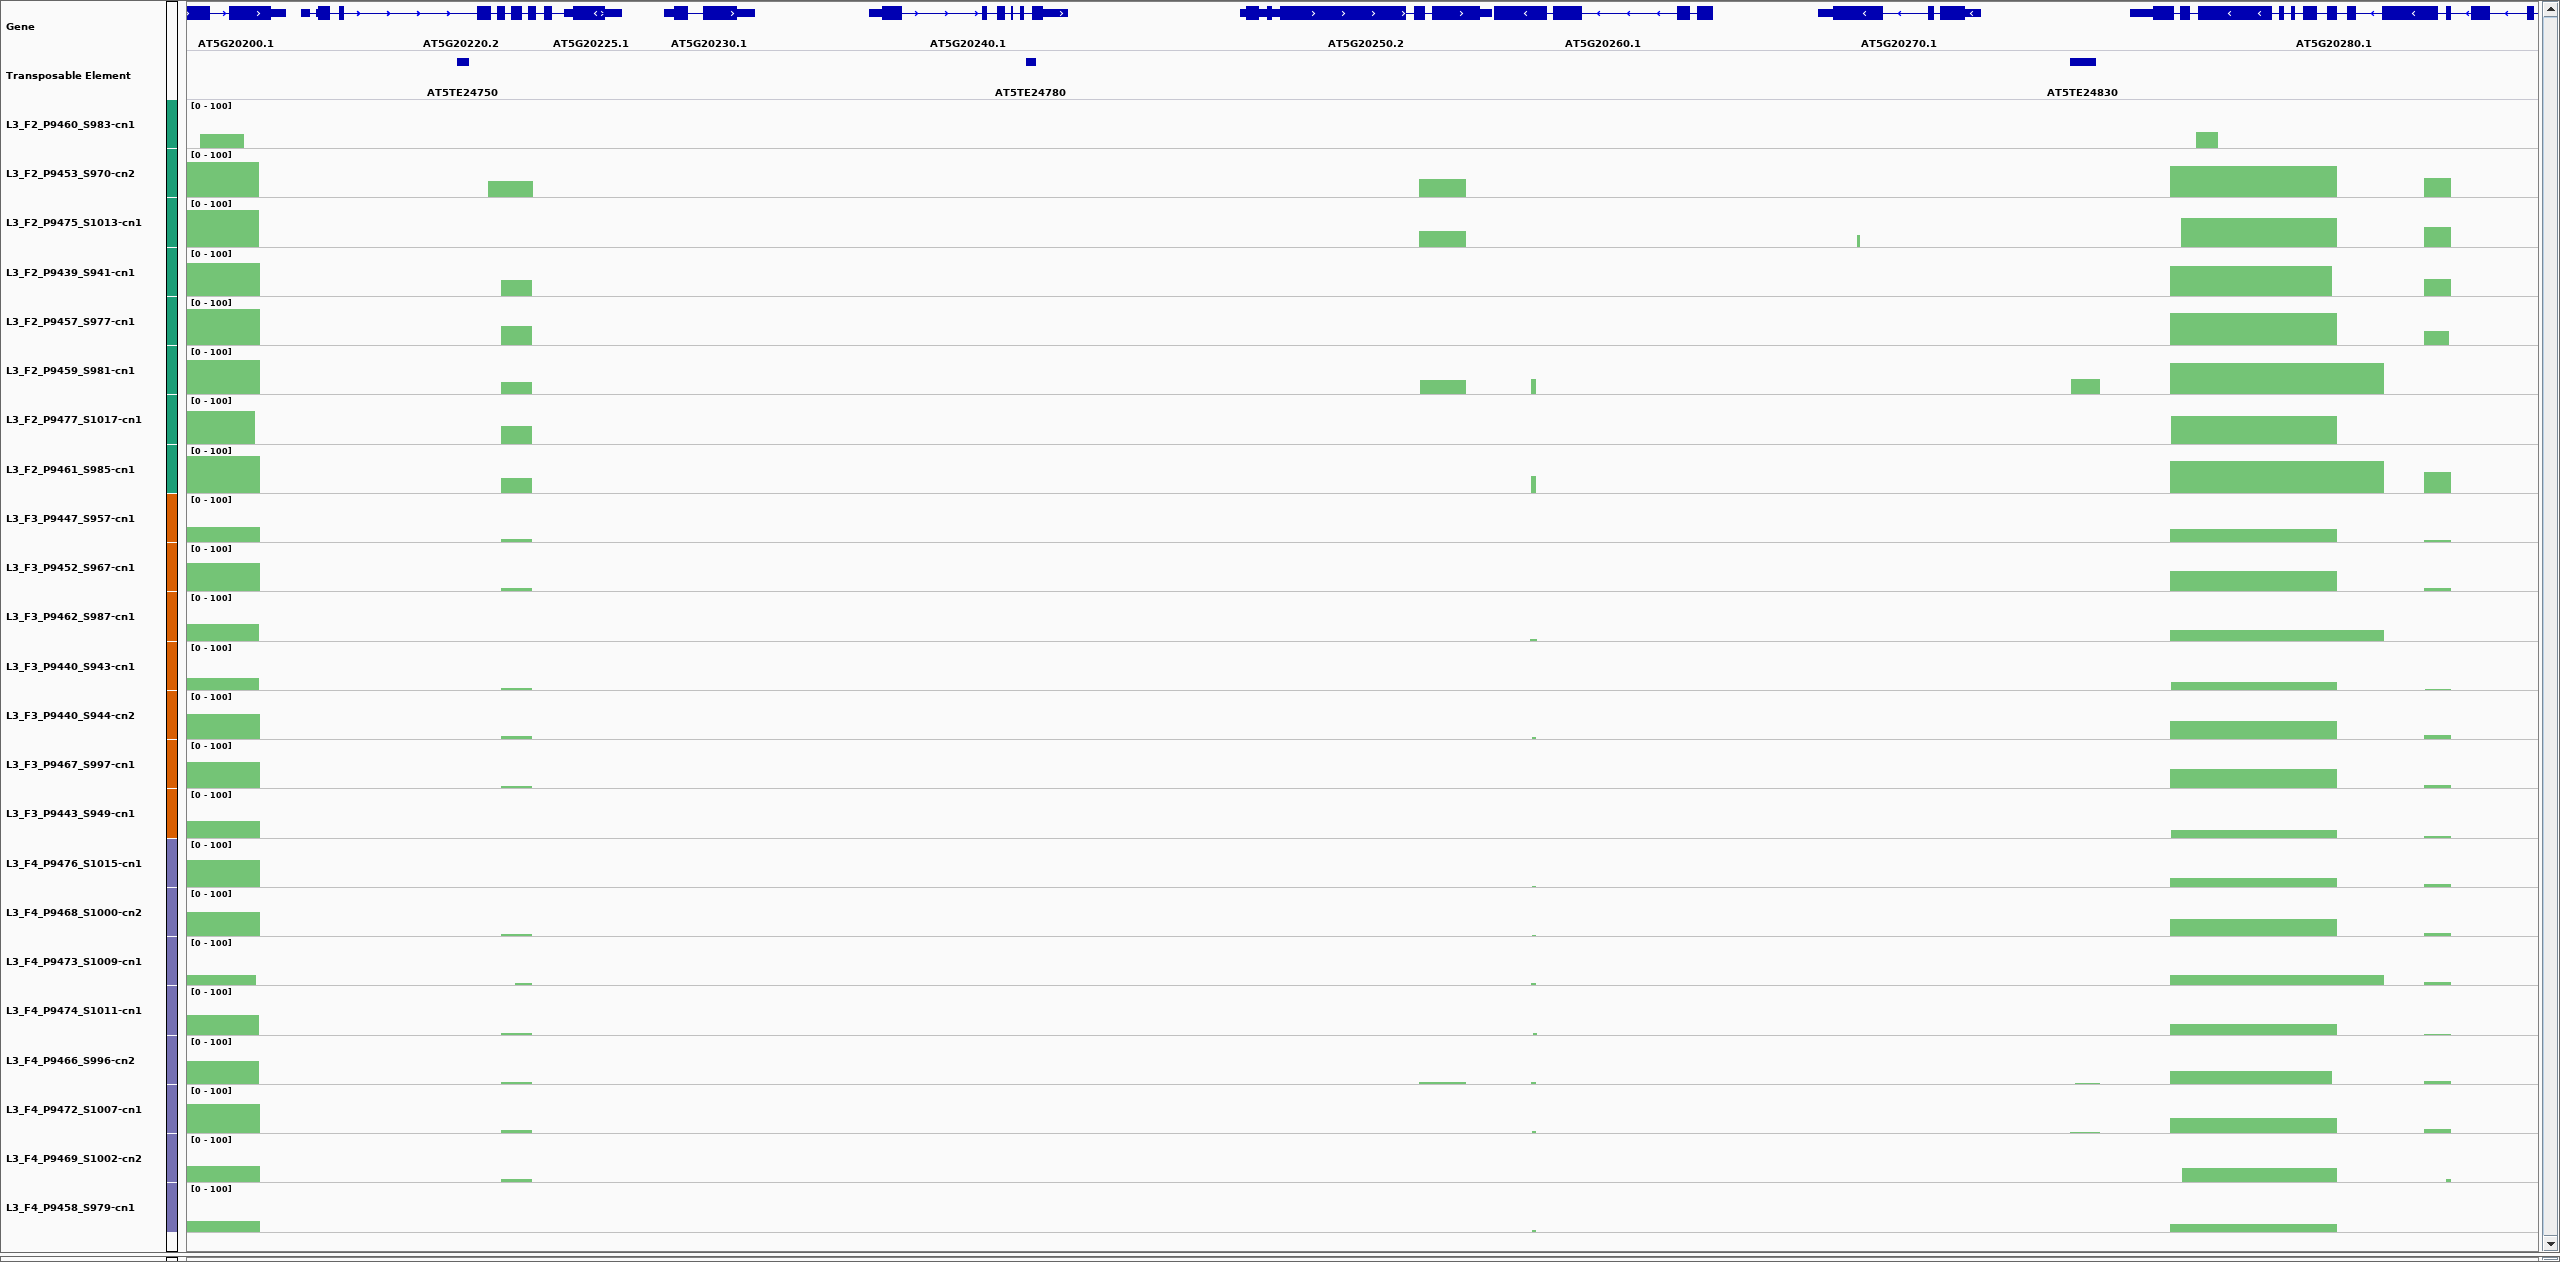 Gene
AT5G20200.1 AT5G20220.2 AT5G20225.1 AT5G20230.1 AT5G20240.1 AT5G20250.2 AT5G20260.1 AT5G20270.1 AT5G20280.1
Transposable Element
AT5TE24750 AT5TE24780 AT5TE24830
[0 - 100]
L3_F2_P9460_S983-cn1
[0 - 100]
L3_F2_P9453_S970-cn2
[0 - 100]
L3_F2_P9475_S1013-cn1
[0 - 100]
L3_F2_P9439_S941-cn1
[0 - 100]
L3_F2_P9457_S977-cn1
[0 - 100]
L3_F2_P9459_S981-cn1
[0 - 100]
L3_F2_P9477_S1017-cn1
[0 - 100]
L3_F2_P9461_S985-cn1
[0 - 100]
L3_F3_P9447_S957-cn1
[0 - 100]
L3_F3_P9452_S967-cn1
[0 - 100]
L3_F3_P9462_S987-cn1
[0 - 100]
L3_F3_P9440_S943-cn1
[0 - 100]
L3_F3_P9440_S944-cn2
[0 - 100]
L3_F3_P9467_S997-cn1
[0 - 100]
L3_F3_P9443_S949-cn1
[0 - 100]
L3_F4_P9476_S1015-cn1
[0 - 100]
L3_F4_P9468_S1000-cn2
[0 - 100]
L3_F4_P9473_S1009-cn1
[0 - 100]
L3_F4_P9474_S1011-cn1
[0 - 100]
L3_F4_P9466_S996-cn2
[0 - 100]
L3_F4_P9472_S1007-cn1
[0 - 100]
L3_F4_P9469_S1002-cn2
[0 - 100]
L3_F4_P9458_S979-cn1